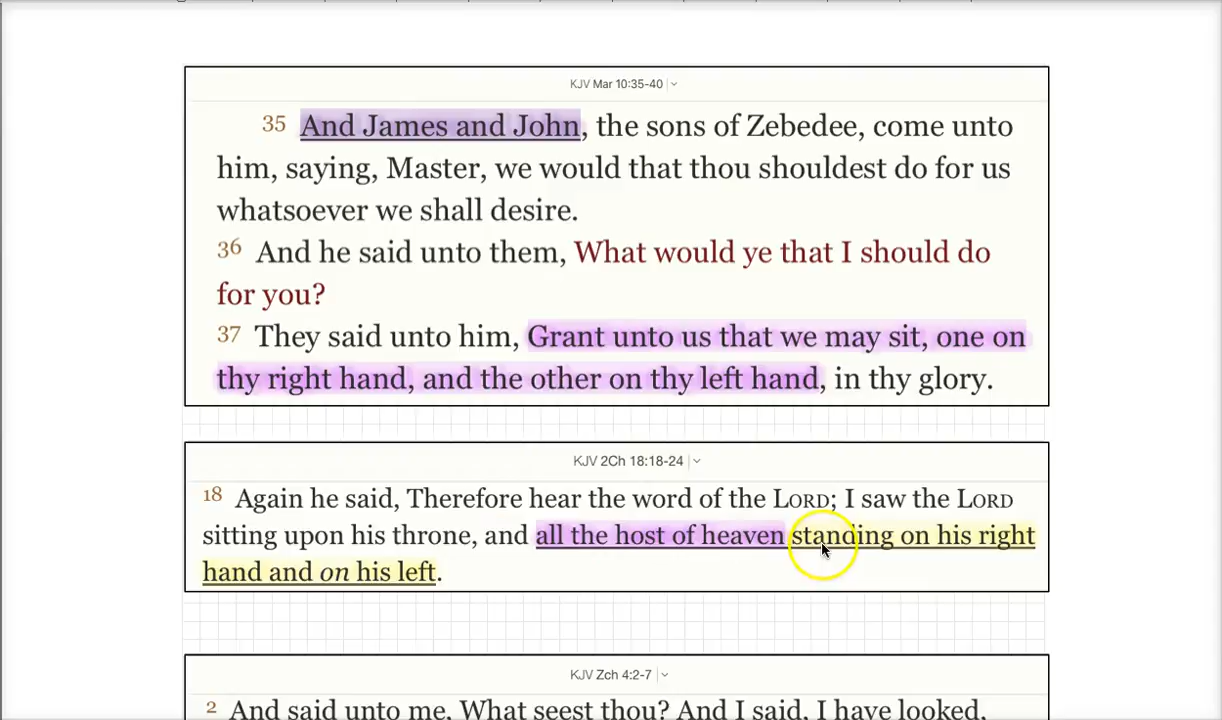 KJV Mar 10:35-40
35 And James and John, the sons of Zebedee, come unto
him, saying, Master, we would that thou shouldest do for us
whatsoever we shall desire.
36 And he said unto them, What would ye that I should do
for you?
37 They said unto him, Grant unto us that we may sit, one on
thy right hand, and the other on thy left hand, in thy glory.
KJV 2Ch 18:18-24
18 Again he said, Therefore hear the word of the LORD; I saw the LORD
sitting upon his throne, and all the host of heaven standing on his right
hand and on his left.
KJV Zch 4:2-7
2 And said unto me, What seest thou? And I said, I have looked,